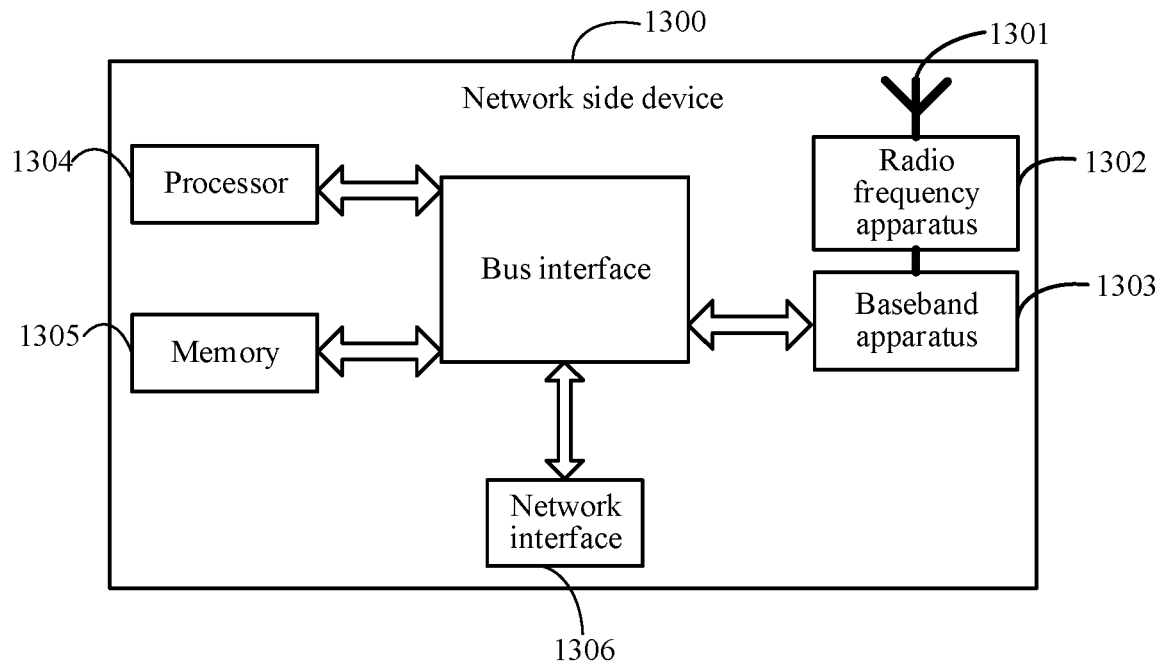 1300
1301
Network side device
1304
Processor
Radio
frequency
apparatus
1302
Bus interface
1305
Memory
Baseband
apparatus
1303
Network
interface
1306